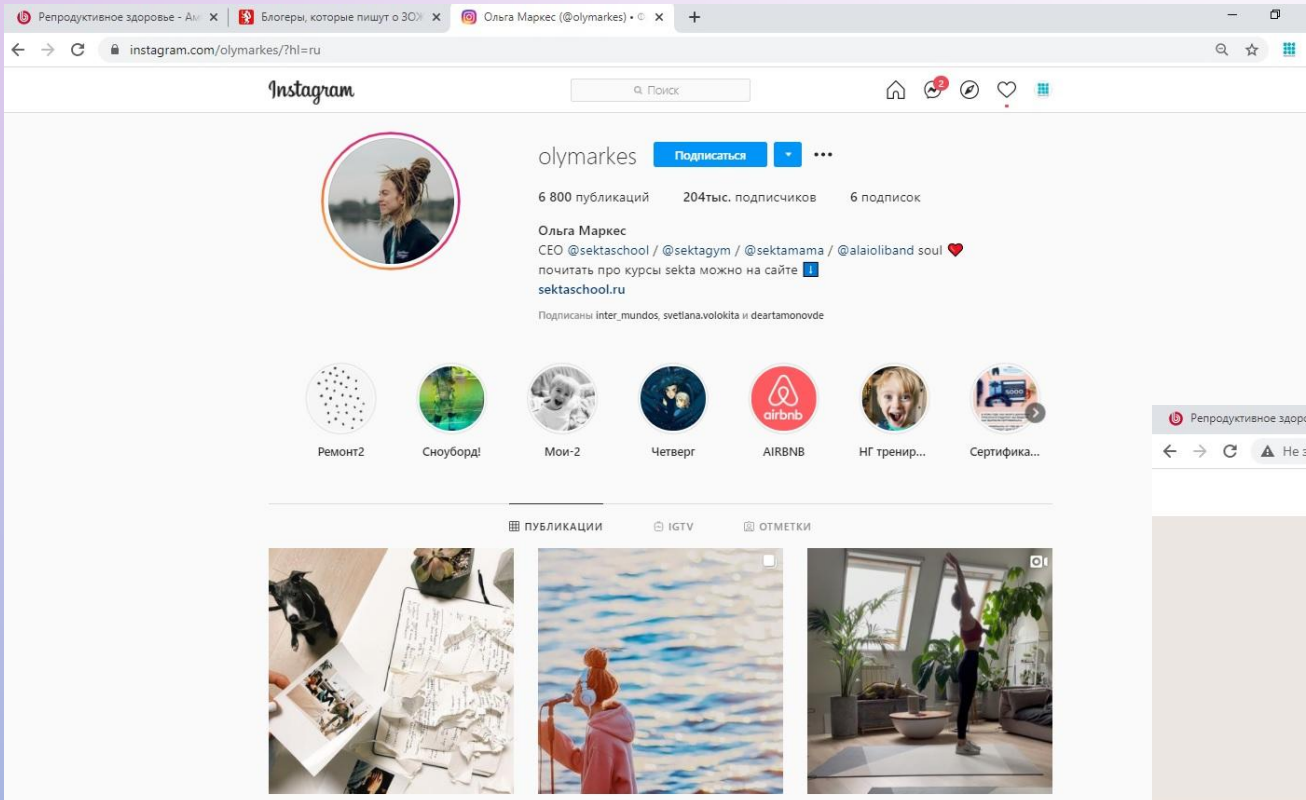 Репродуктивное здоровье - Ам
Блогеры, которые пишут о ЗОЖ
Ольга Маркес (@olymarkes) •
instagram.com/olymarkes/?hl=ru
Instagram
Поиск
2
olymarkes
Подписаться
6 800 публикаций 204тыс. подписчиков 6 подписок
Ольга Маркес
CEO @sektaschool / @sektagym / @sektamama / @alaioliband soul ❤️
почитать про курсы sekta можно на сайте ⬇️
sektaschool.ru
Подписаны inter_mundos, svetlana.volokita и deartamonovde
airbnb
Ремонт2 Сноуборд! Мои-2 Четверг AIRBNB НГ тренир... Сертифика...
ПУБЛИКАЦИИ IGTV ОТМЕТКИ
Репродуктивное здоро
Не з